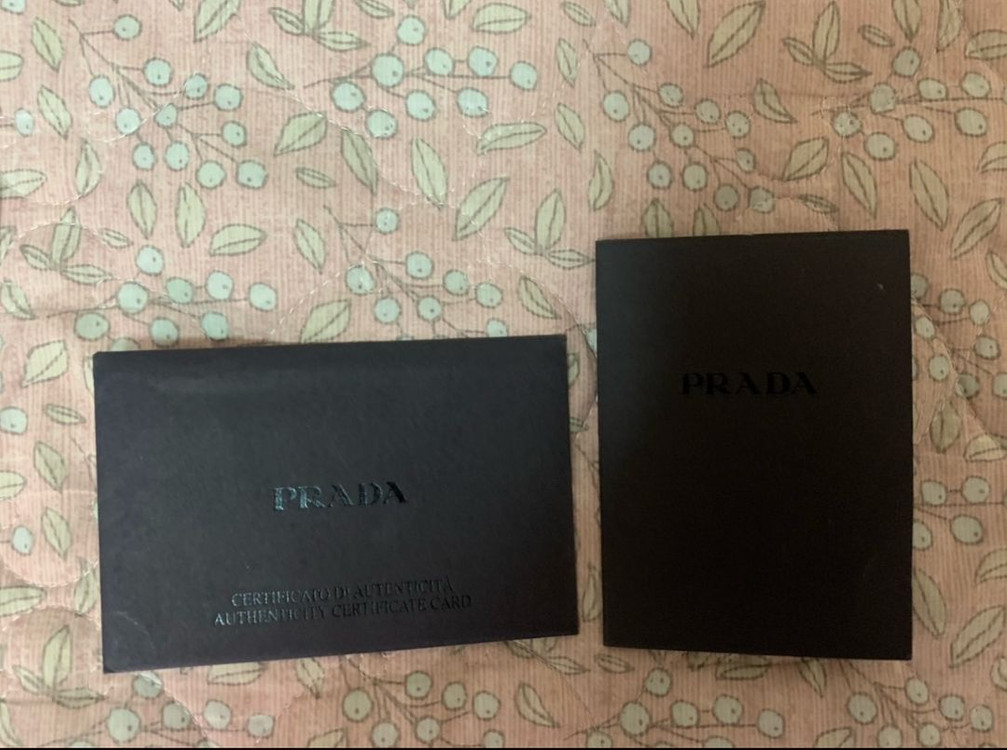 PRADA
CERTIFICATO DI AUTENTICITÀ
AUTHENTICITY CERTIFICATE CARD
PRADA